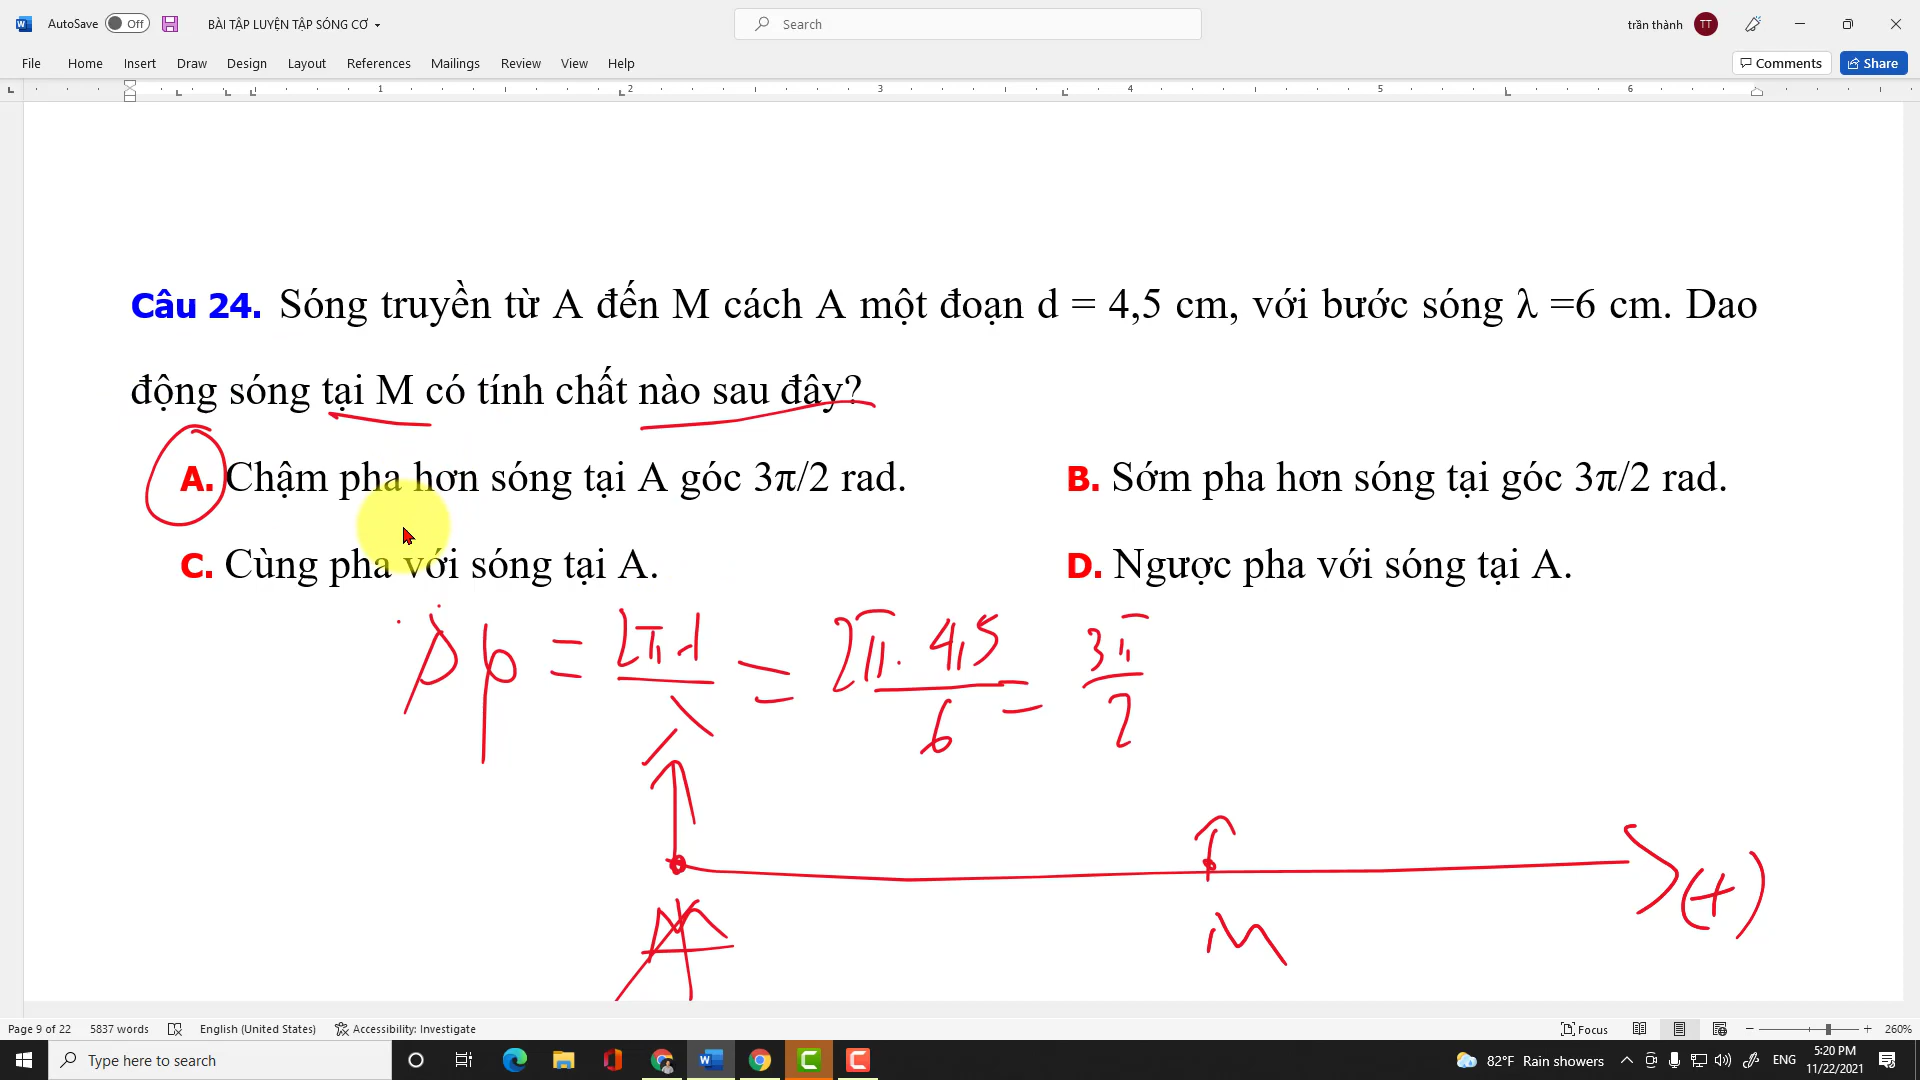 AutoSave Off BÀI TẬP LUYỆN TẬP SÓNG CƠ Search trần thành TT
File Home Insert Draw Design Layout References Mailings Review View Help Comments Share
1 2 3 4 5 6
Câu 24. Sóng truyền từ A đến M cách A một đoạn d = 4,5 cm, với bước sóng λ =6 cm. Dao
động sóng tại M có tính chất nào sau đây?
A. Chậm pha hơn sóng tại A góc 3π/2 rad. B. Sớm pha hơn sóng tại góc 3π/2 rad.
C. Cùng pha với sóng tại A. D. Ngược pha với sóng tại A.
Δφ = 2πd/λ = 2π.4,5/6 = 3π/2
A M (+)
Page 9 of 22 5837 words English (United States) Accessibility: Investigate Focus 260%
Type here to search 82°F Rain showers ENG 5:20 PM
11/22/2021